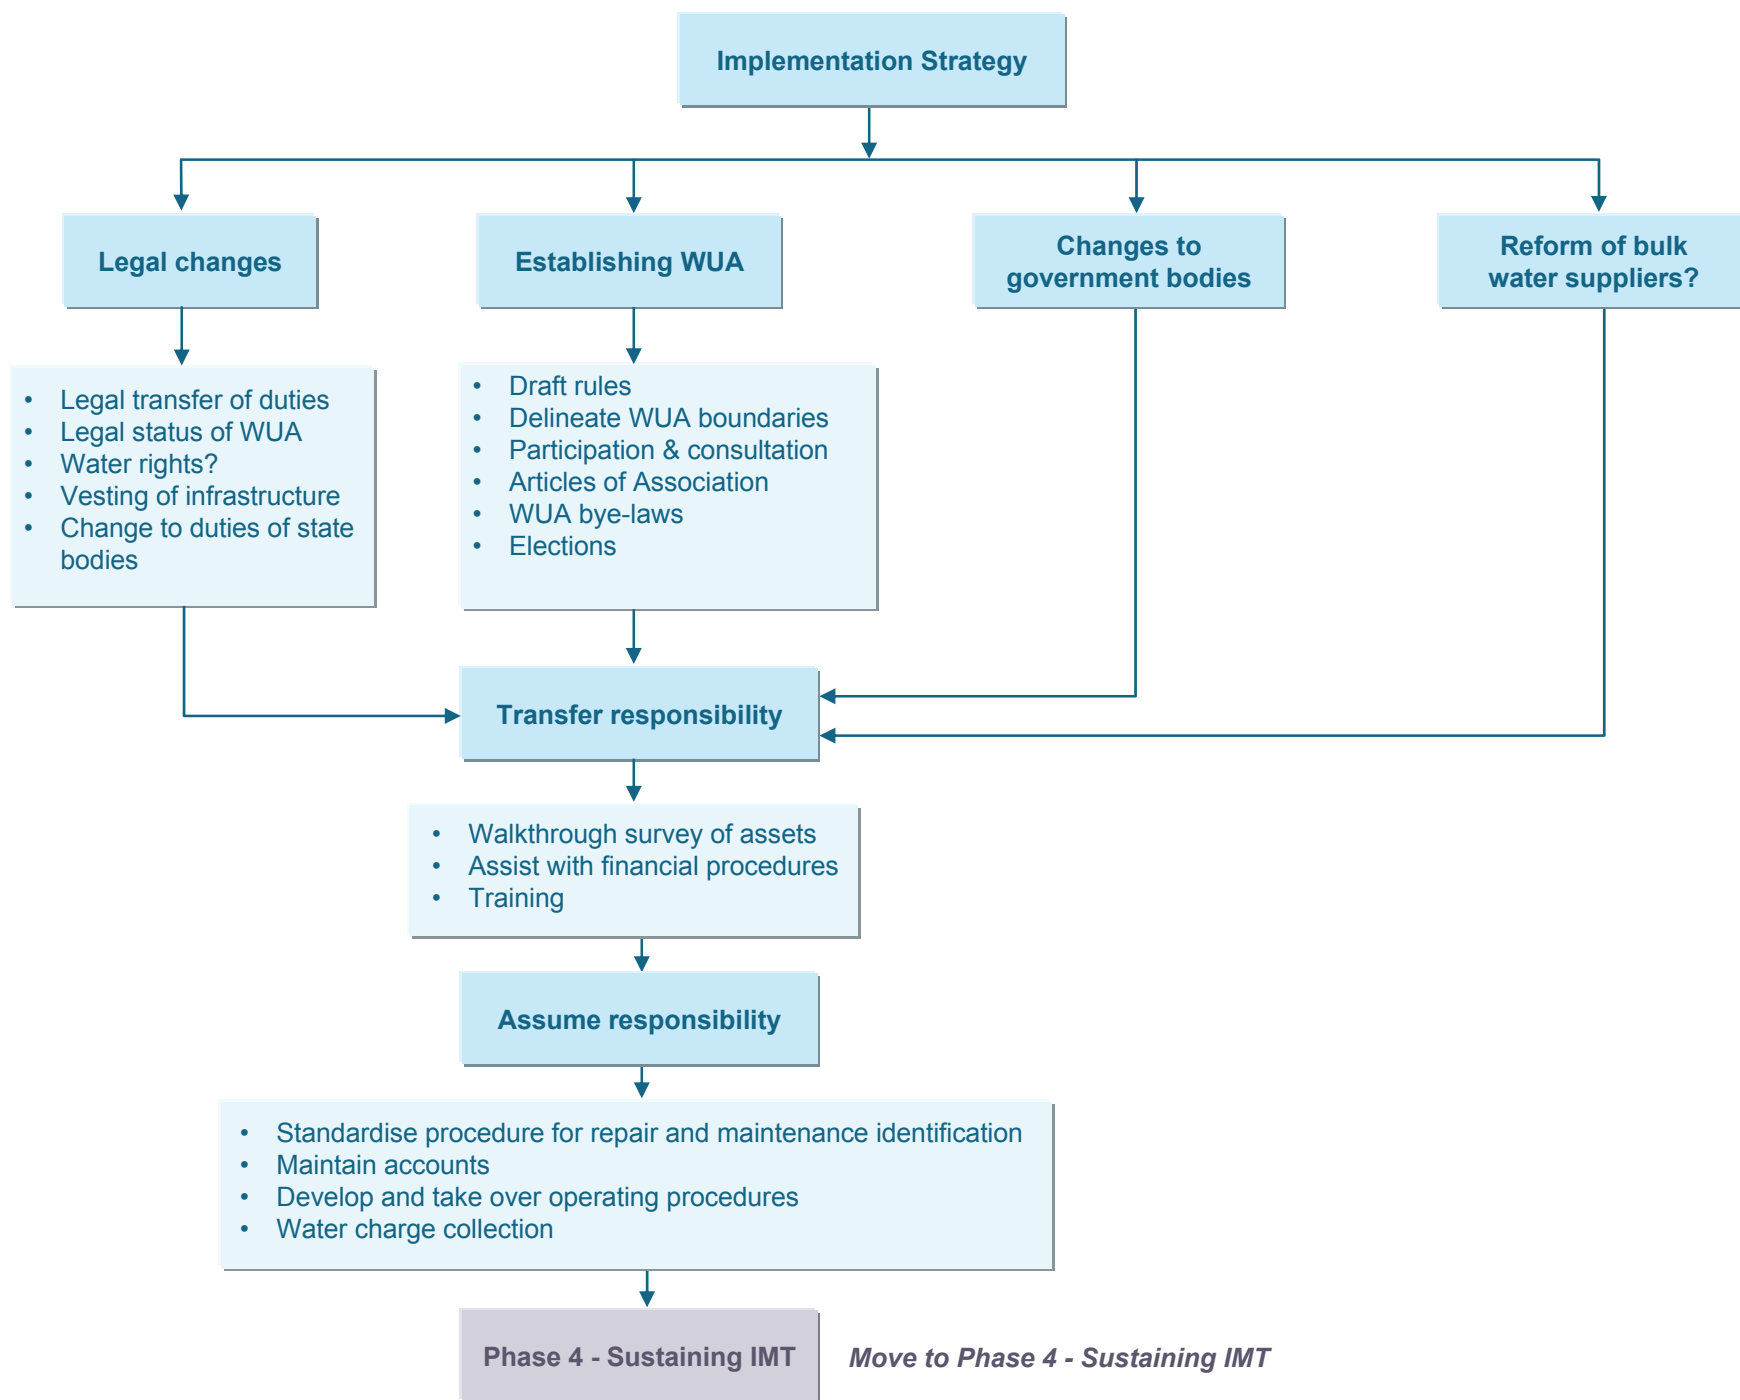 Implementation Strategy
Legal changes
Establishing WUA
Changes to
government bodies
Reform of bulk
water suppliers?
• Legal transfer of duties
• Legal status of WUA
• Water rights?
• Vesting of infrastructure
• Change to duties of state
bodies
• Draft rules
• Delineate WUA boundaries
• Participation & consultation
• Articles of Association
• WUA bye-laws
• Elections
Transfer responsibility
• Walkthrough survey of assets
• Assist with financial procedures
• Training
Assume responsibility
• Standardise procedure for repair and maintenance identification
• Maintain accounts
• Develop and take over operating procedures
• Water charge collection
Phase 4 - Sustaining IMT
Move to Phase 4 - Sustaining IMT